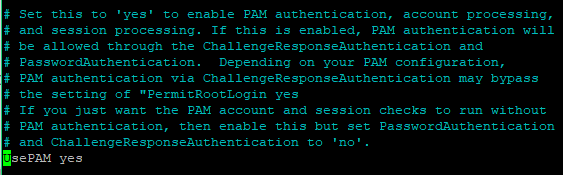 # Set this to 'yes' to enable PAM authentication, account processing,
# and session processing. If this is enabled, PAM authentication will
# be allowed through the ChallengeResponseAuthentication and
# PasswordAuthentication.  Depending on your PAM configuration,
# PAM authentication via ChallengeResponseAuthentication may bypass
# the setting of "PermitRootLogin yes
# If you just want the PAM account and session checks to run without
# PAM authentication, then enable this but set PasswordAuthentication
# and ChallengeResponseAuthentication to 'no'.
UsePAM yes